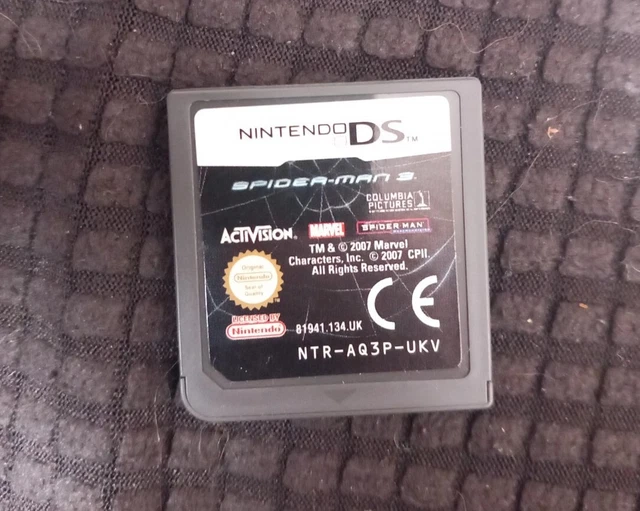 NINTENDO DS TM
SPIDER-MAN 3
COLUMBIA
PICTURES
ACTIVISION. MARVEL SPIDER-MAN
TM & © 2007 Marvel
Characters, Inc. © 2007 CPII.
All Rights Reserved.
Original
Nintendo
Seal of
Quality
LICENSED BY
Nintendo
81941.134.UK
CE
NTR-AQ3P-UKV